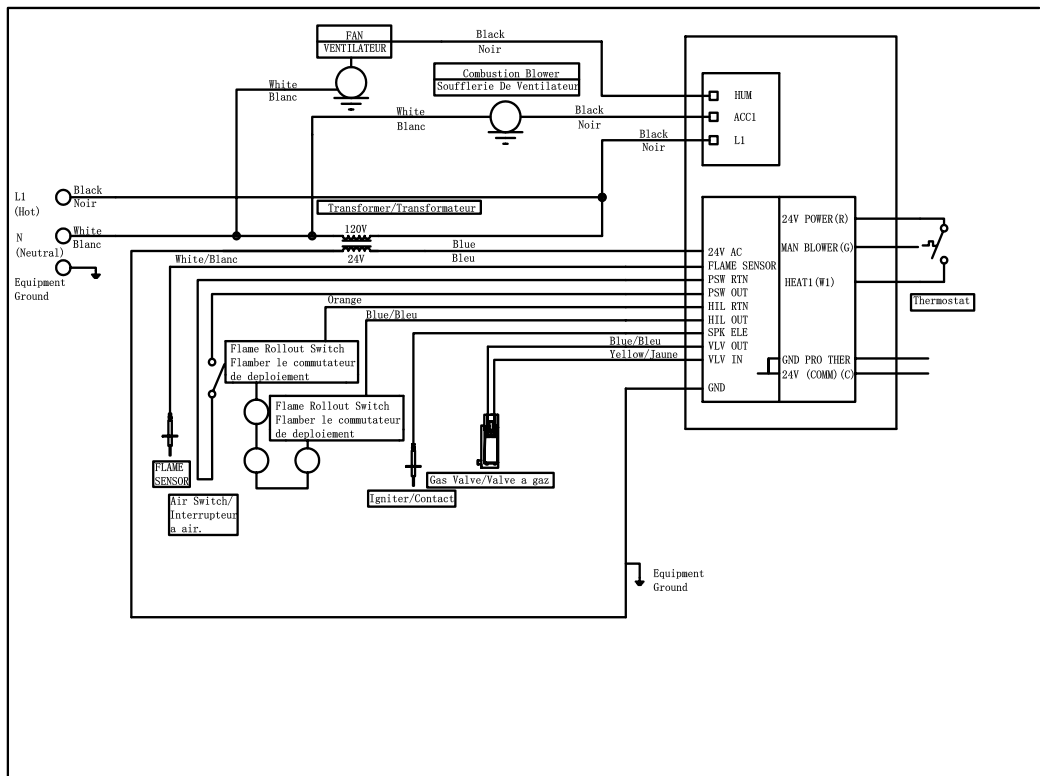 FAN
VENTILATEUR
Black
Noir
Combustion Blower
Soufflerie De Ventilateur
White
Blanc
White
Blanc
Black
Noir
Black
Noir
HUM
ACC1
L1
L1
(Hot)
Black
Noir
N
(Neutral)
White
Blanc
Equipment
Ground
Transformer/Transformateur
120V
24V
Blue
Bleu
White/Blanc
Orange
Blue/Bleu
Blue/Bleu
Yellow/Jaune
24V AC
FLAME SENSOR
PSW RTN
PSW OUT
HIL RTN
HIL OUT
SPK ELE
VLV OUT
VLV IN
GND
24V POWER(R)
MAN BLOWER(G)
HEAT1(W1)
GND PRO THER
24V (COMM)(C)
Thermostat
Flame Rollout Switch
Flamber le commutateur
de deploiement
Flame Rollout Switch
Flamber le commutateur
de deploiement
FLAME
SENSOR
Air Switch/
Interrupteur
a air.
Igniter/Contact
Gas Valve/Valve a gaz
Equipment
Ground